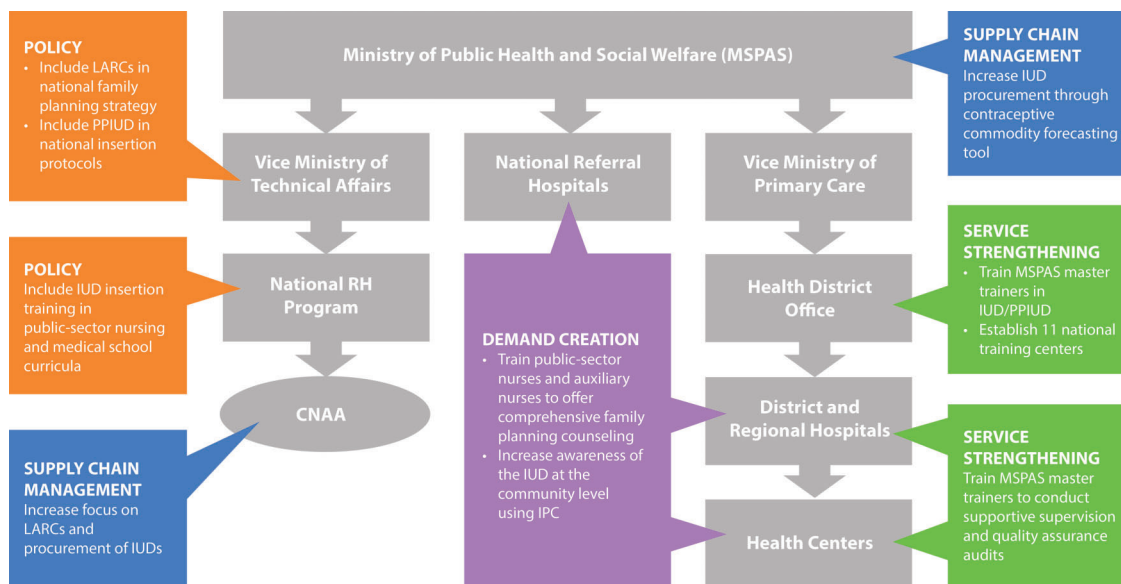 POLICY
• Include LARCs in
national family
planning strategy
• Include PPIUD in
national insertion
protocols
Ministry of Public Health and Social Welfare (MSPAS)
SUPPLY CHAIN
MANAGEMENT
Increase IUD
procurement through
contraceptive
commodity forecasting
tool
Vice Ministry of
Technical Affairs
National Referral
Hospitals
Vice Ministry of
Primary Care
POLICY
Include IUD insertion
training in
public-sector nursing
and medical school
curricula
National RH
Program
Health District
Office
SERVICE
STRENGTHENING
• Train MSPAS master
trainers in
IUD/PPIUD
• Establish 11 national
training centers
DEMAND CREATION
• Train public-sector
nurses and auxiliary
nurses to offer
comprehensive family
planning counseling
• Increase awareness of
the IUD at the
community level
using IPC
CNAA
District and
Regional Hospitals
SUPPLY CHAIN
MANAGEMENT
Increase focus on
LARCs and
procurement of IUDs
SERVICE
STRENGTHENING
Train MSPAS master
trainers to conduct
supportive supervision
and quality assurance
audits
Health Centers